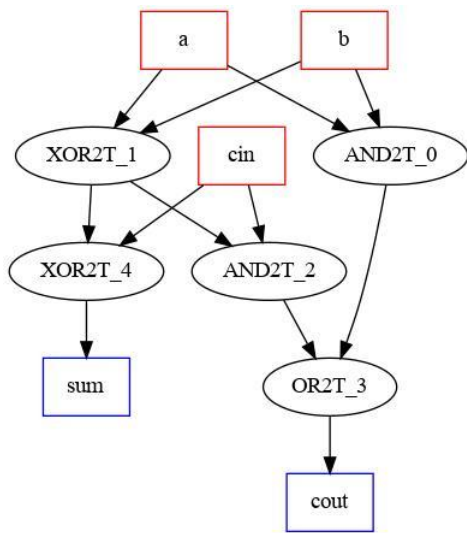 a
b
XOR2T_1
cin
AND2T_0
XOR2T_4
AND2T_2
sum
OR2T_3
cout